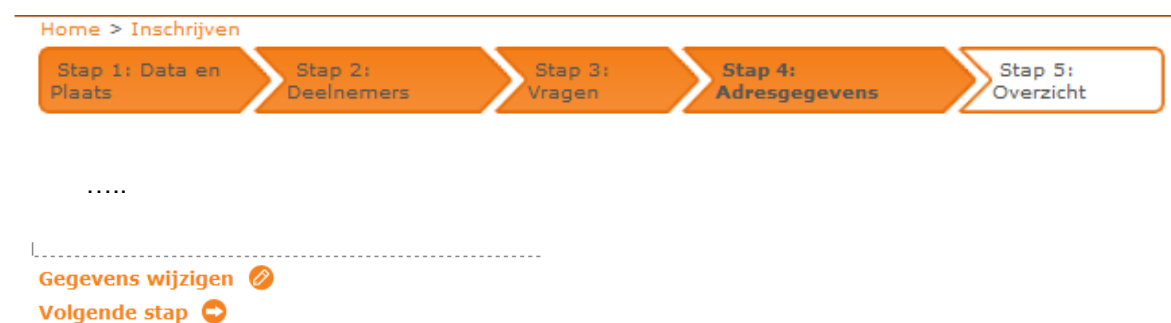 Home > Inschrijven
Stap 1: Data en Plaats
Stap 2: Deelnemers
Stap 3: Vragen
Stap 4: Adresgegevens
Stap 5: Overzicht
.....
Gegevens wijzigen
Volgende stap